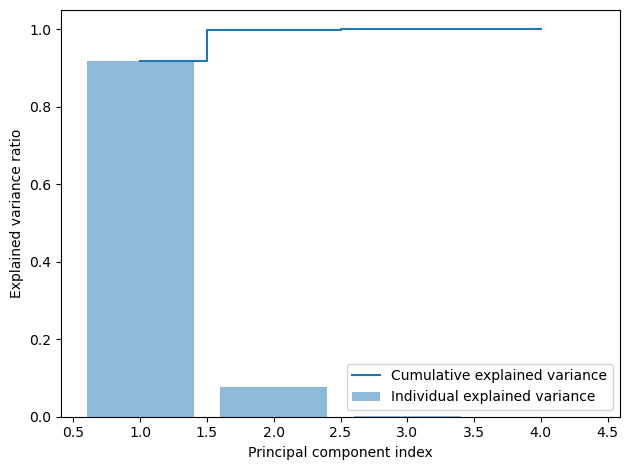 1.0
0.8
0.6
0.4
0.2
0.0
Explained variance ratio
Cumulative explained variance
Individual explained variance
0.5 1.0 1.5 2.0 2.5 3.0 3.5 4.0 4.5
Principal component index